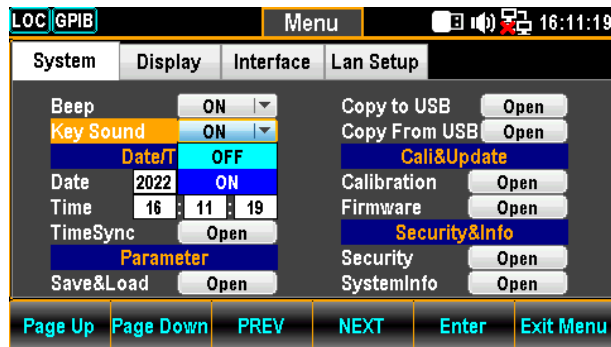 LOC GPIB Menu 16:11:19
System Display Interface Lan Setup
Beep ON Copy to USB Open
Key Sound ON Copy From USB Open
Date/T OFF Cali&Update
Date 2022 ON Calibration Open
Time 16 : 11 : 19 Firmware Open
TimeSync Open Security&Info
Parameter Security Open
Save&Load Open SystemInfo Open
Page Up Page Down PREV NEXT Enter Exit Menu